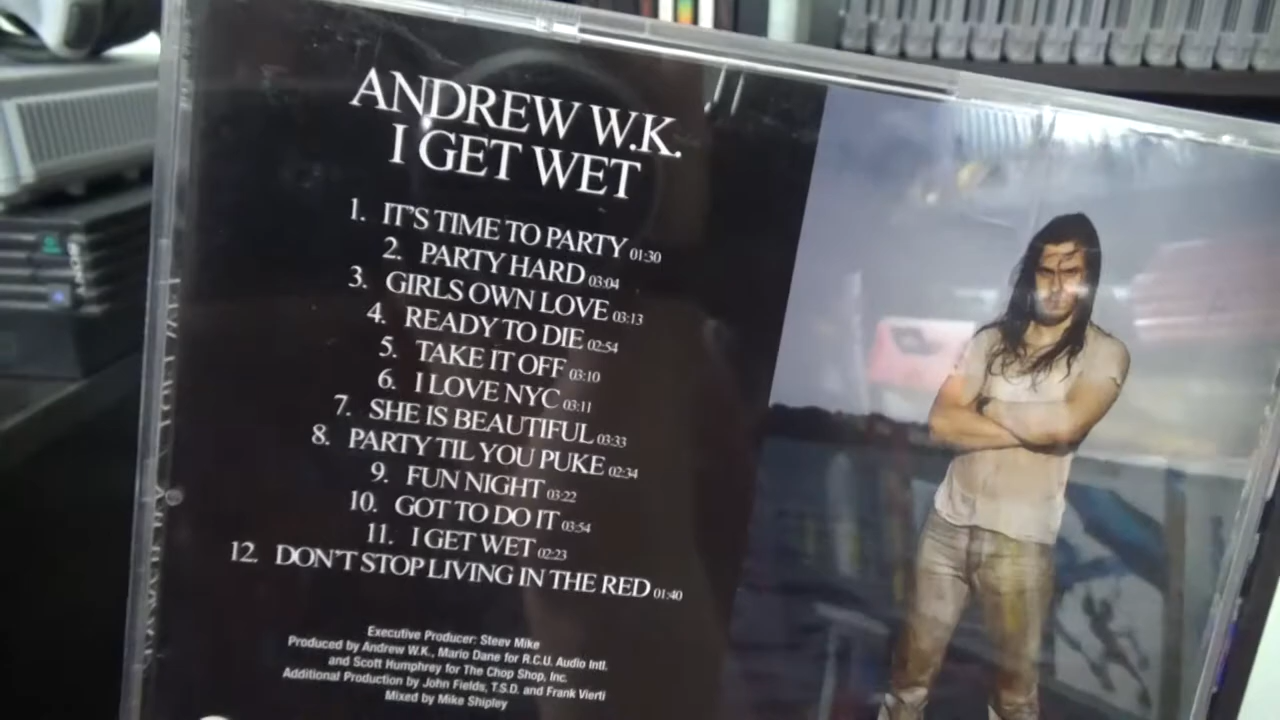 ANDREW W.K.
I GET WET
1. IT'S TIME TO PARTY 01:30
2. PARTY HARD 03:04
3. GIRLS OWN LOVE 03:13
4. READY TO DIE 02:54
5. TAKE IT OFF 03:10
6. I LOVE NYC 03:11
7. SHE IS BEAUTIFUL 03:33
8. PARTY TIL YOU PUKE 02:34
9. FUN NIGHT 03:22
10. GOT TO DO IT 03:54
11. I GET WET 02:23
12. DON'T STOP LIVING IN THE RED 01:40
Executive Producer: Steev Mike
Produced by Andrew W.K., Mario Dane for R.C.U. Audio Intl.
and Scott Humphrey for The Chop Shop, Inc.
Additional Production by John Fields, T.S.D. and Frank Vierti
Mixed by Mike Shipley